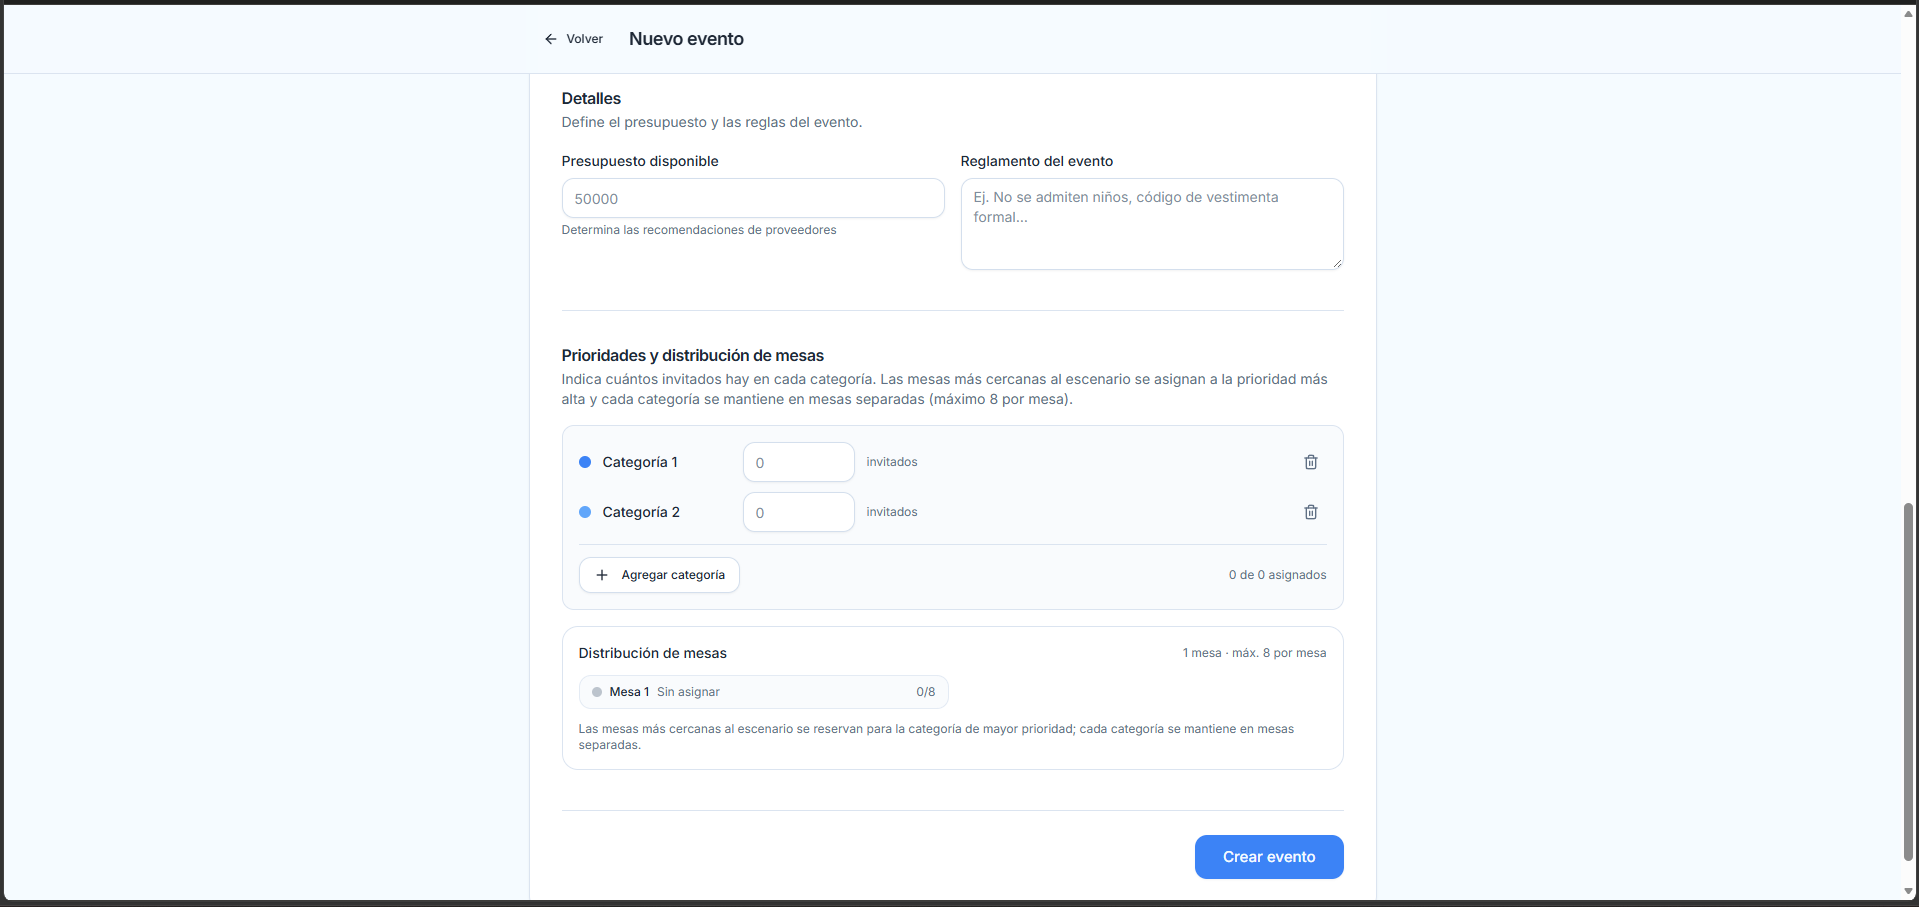 Volver
Nuevo evento
Detalles
Define el presupuesto y las reglas del evento.
Presupuesto disponible
50000
Determina las recomendaciones de proveedores
Reglamento del evento
Ej. No se admiten niños, código de vestimenta
formal...
Prioridades y distribución de mesas
Indica cuántos invitados hay en cada categoría. Las mesas más cercanas al escenario se asignan a la prioridad más
alta y cada categoría se mantiene en mesas separadas (máximo 8 por mesa).
Categoría 1
0
invitados
Categoría 2
0
invitados
Agregar categoría
0 de 0 asignados
Distribución de mesas
1 mesa · máx. 8 por mesa
Mesa 1 Sin asignar
0/8
Las mesas más cercanas al escenario se reservan para la categoría de mayor prioridad; cada categoría se mantiene en mesas
separadas.
Crear evento